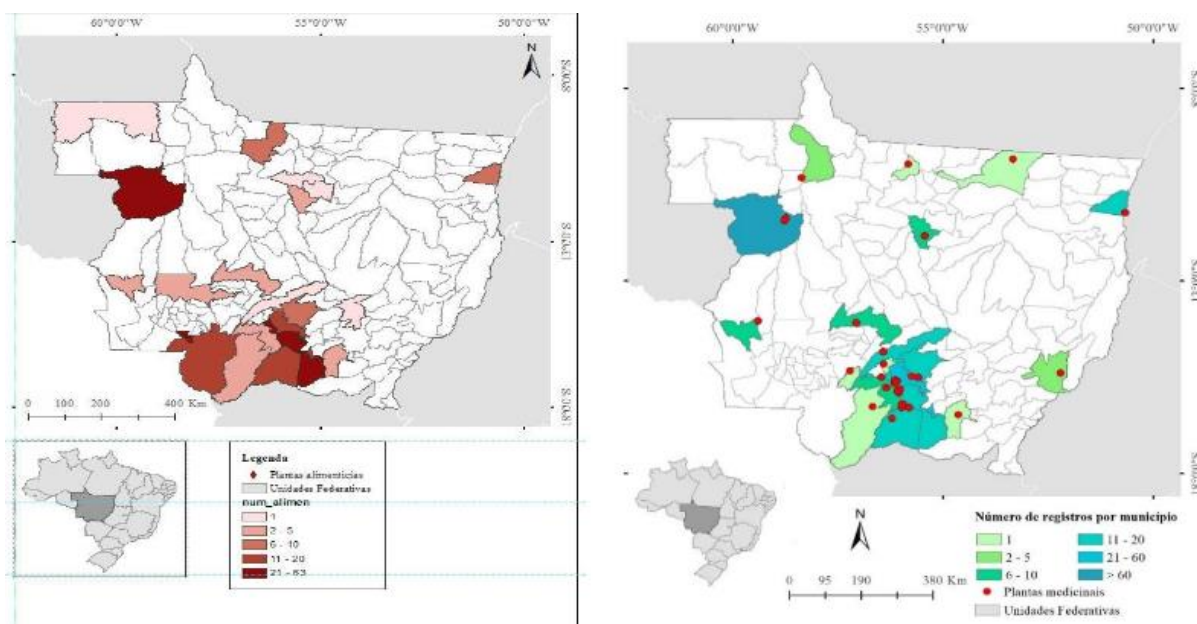 60°0'0"W 55°0'0"W 50°0'0"W
N
0 100 200 400 Km
Legenda
Plantas alimenticias
Unidades Federativas
num_alimen
1
2 - 5
6 - 10
11 - 20
21 - 63
60°0'0"W 55°0'0"W 50°0'0"W
N
0 95 190 380 Km
Número de registros por município
1 11 - 20
2 - 5 21 - 60
6 - 10 > 60
Plantas medicinais
Unidades Federativas